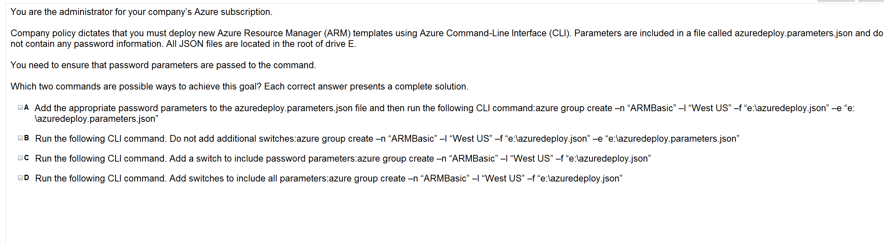 You are the administrator for your company's Azure subscription.
Company policy dictates that you must deploy new Azure Resource Manager (ARM) templates using Azure Command-Line Interface (CLI). Parameters are included in a file called azuredeploy.parameters.json and do
not contain any password information. All JSON files are located in the root of drive E.
You need to ensure that password parameters are passed to the command.
Which two commands are possible ways to achieve this goal? Each correct answer presents a complete solution.
A Add the appropriate password parameters to the azuredeploy.parameters.json file and then run the following CLI command:azure group create –n “ARMBasic” –l “West US” –f “e:\azuredeploy.json” –e “e:
\azuredeploy.parameters.json”
B Run the following CLI command. Do not add additional switches:azure group create –n “ARMBasic” –l “West US” –f “e:\azuredeploy.json” –e “e:\azuredeploy.parameters.json”
C Run the following CLI command. Add a switch to include password parameters:azure group create –n “ARMBasic” –l “West US” –f “e:\azuredeploy.json”
D Run the following CLI command. Add switches to include all parameters:azure group create –n “ARMBasic” –l “West US” –f “e:\azuredeploy.json”